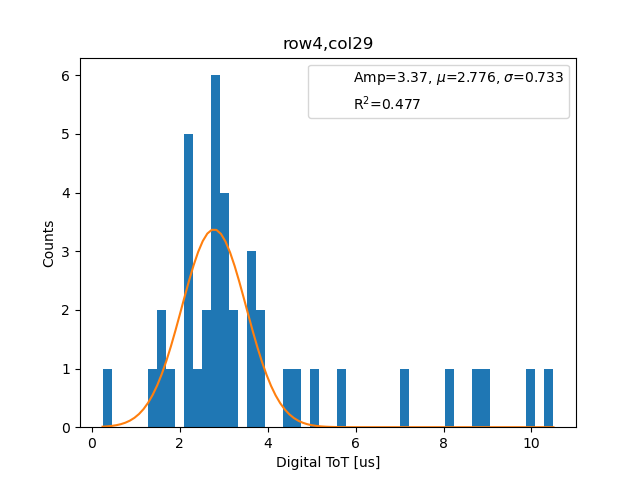 row4,col29
Amp=3.37, μ=2.776, σ=0.733
R²=0.477
Counts
6
5
4
3
2
1
0
0 2 4 6 8 10
Digital ToT [us]